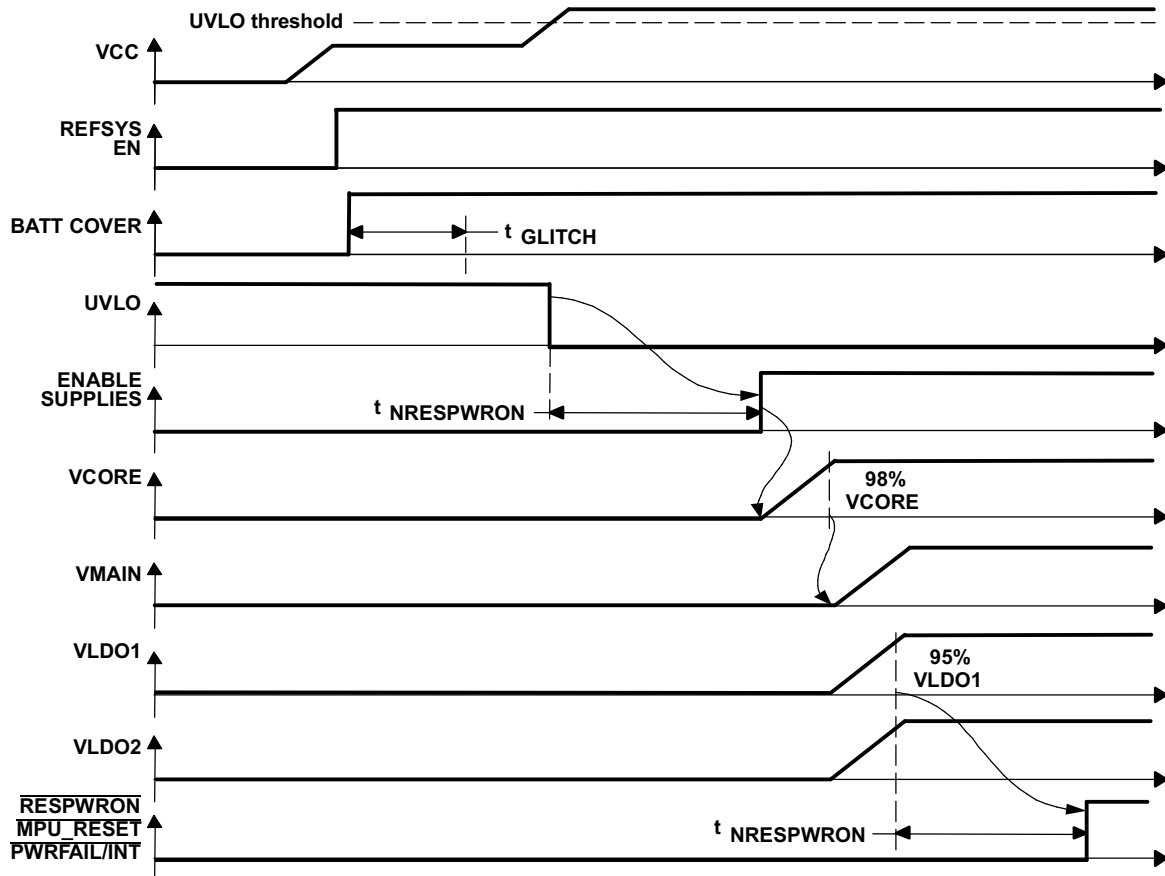 UVLO threshold
VCC
REFSYS
EN
BATT COVER
t GLITCH
UVLO
ENABLE
SUPPLIES
t NRESPWRON
VCORE
98%
VCORE
VMAIN
VLDO1
95%
VLDO1
VLDO2
RESPWRON
MPU_RESET
PWRFAIL/INT
t NRESPWRON